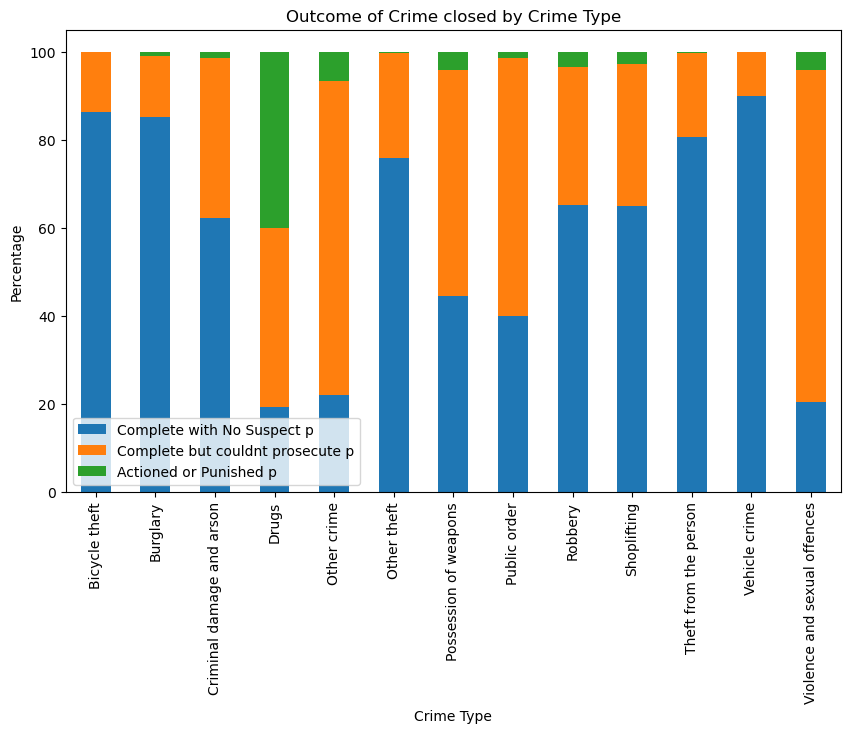 Outcome of Crime closed by Crime Type
Percentage
100
80
60
40
20
0
Complete with No Suspect p
Complete but couldnt prosecute p
Actioned or Punished p
Bicycle theft
Burglary
Criminal damage and arson
Drugs
Other crime
Other theft
Possession of weapons
Public order
Robbery
Shoplifting
Theft from the person
Vehicle crime
Violence and sexual offences
Crime Type